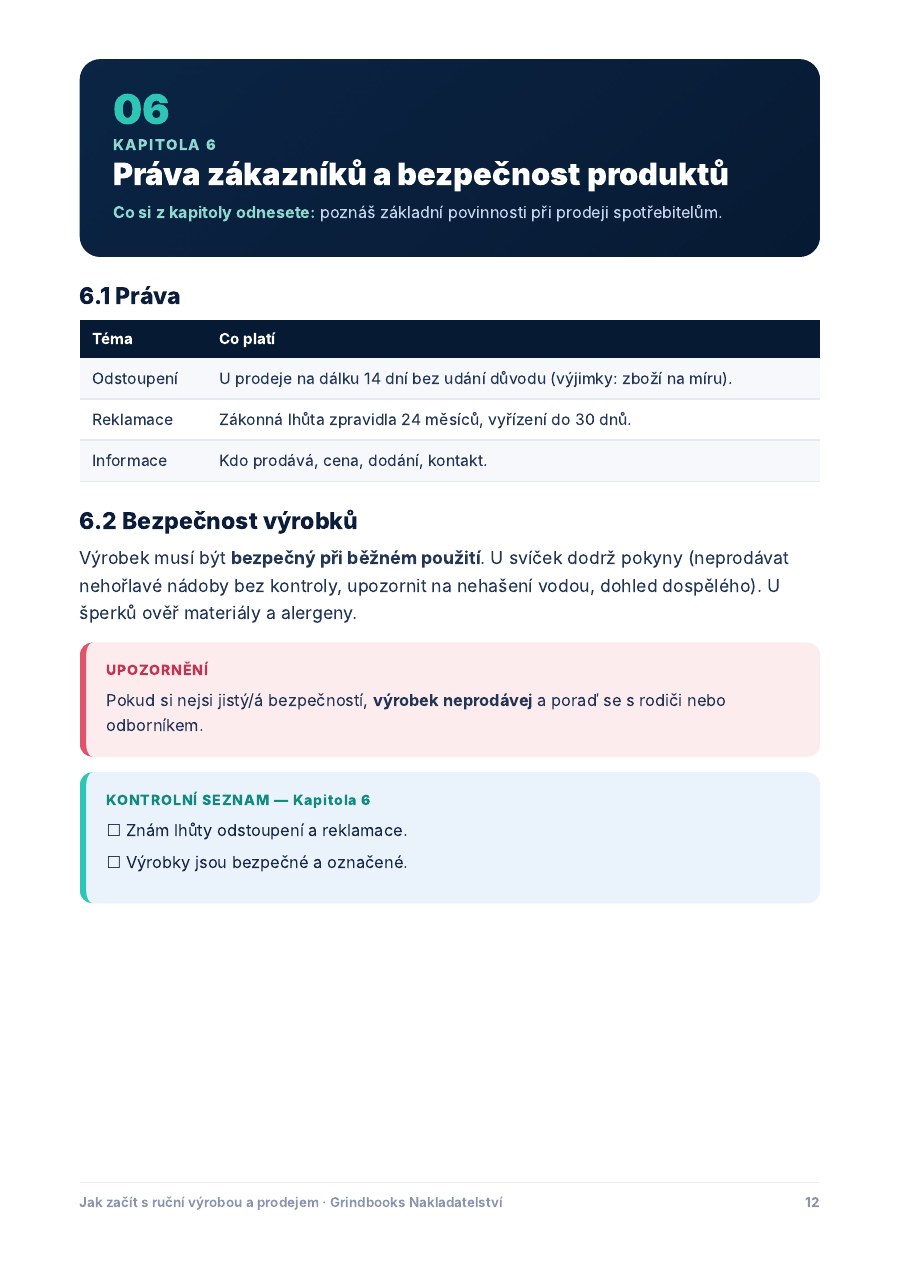 06
KAPITOLA 6
Práva zákazníků a bezpečnost produktů
Co si z kapitoly odnesete: poznáš základní povinnosti při prodeji spotřebitelům.
6.1 Práva
Téma Co platí
Odstoupení U prodeje na dálku 14 dní bez udání důvodu (výjimky: zboží na míru).
Reklamace Zákonná lhůta zpravidla 24 měsíců, vyřízení do 30 dnů.
Informace Kdo prodává, cena, dodání, kontakt.
6.2 Bezpečnost výrobků
Výrobek musí být bezpečný při běžném použití. U svíček dodrž pokyny (neprodávat
nehořlavé nádoby bez kontroly, upozornit na nehašení vodou, dohled dospělého). U
šperků ověř materiály a alergeny.
UPOZORNĚNÍ
Pokud si nejsi jistý/á bezpečností, výrobek neprodávej a poraď se s rodiči nebo
odborníkem.
KONTROLNÍ SEZNAM — Kapitola 6
☐ Znám lhůty odstoupení a reklamace.
☐ Výrobky jsou bezpečné a označené.
Jak začít s ruční výrobou a prodejem · Grindbooks Nakladatelství 12